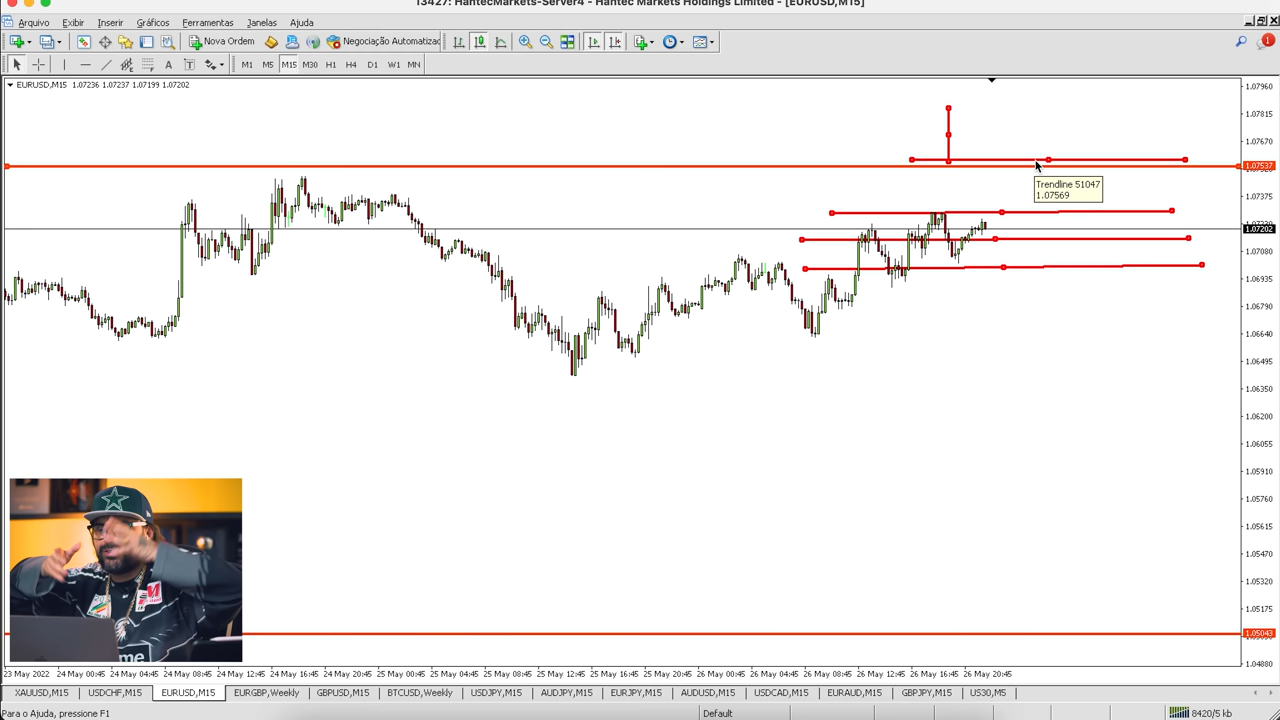 13427: HantecMarkets-Server4 - Hantec Markets Holdings Limited - [EURUSD,M15]
Arquivo Exibir Inserir Gráficos Ferramentas Janelas Ajuda
Nova Ordem Negociação Automatiza
1
A T M1 M5 M15 M30 H1 H4 D1 W1 MN
EURUSD,M15 1.07236 1.07237 1.07199 1.07202
1.07960
1.07815
1.07670
1.07537
Trendline 51047
1.07569
1.07375
1.07202
1.07080
1.06935
1.06790
1.06640
1.06495
1.06350
1.06200
1.06055
1.05910
1.05760
1.05615
1.05470
1.05320
1.05175
1.05043
1.04880
me
23 May 2022 24 May 00:45 24 May 04:45 24 May 08:45 24 May 12:45 24 May 16:45 24 May 20:45 25 May 00:45 25 May 04:45 25 May 08:45 25 May 12:45 25 May 16:45 25 May 20:45 26 May 00:45 26 May 04:45 26 May 08:45 26 May 12:45 26 May 16:45 26 May 20:45
XAUUSD,M15 USDCHF,M15 EURUSD,M15 EURGBP,Weekly GBPUSD,M15 BTCUSD,Weekly USDJPY,M15 AUDJPY,M15 EURJPY,M15 AUDUSD,M15 USDCAD,M15 EURAUD,M15 GBPJPY,M15 US30,M5
Para o Ajuda, pressione F1 Default 8420/5 kb